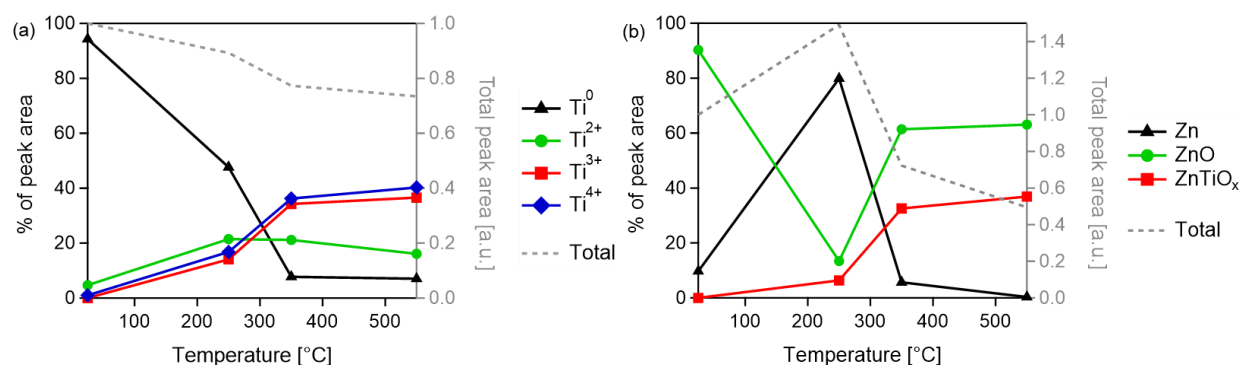 (a)
% of peak area
100
80
60
40
20
0
100
200
300
400
500
Temperature [°C]
1.0
0.8
0.6
0.4
0.2
0.0
Total peak area [a.u.]
Ti⁰
Ti²⁺
Ti³⁺
Ti⁴⁺
Total
(b)
% of peak area
100
80
60
40
20
0
100
200
300
400
500
Temperature [°C]
1.4
1.2
1.0
0.8
0.6
0.4
0.2
0.0
Total peak area [a.u.]
Zn
ZnO
ZnTiOₓ
Total